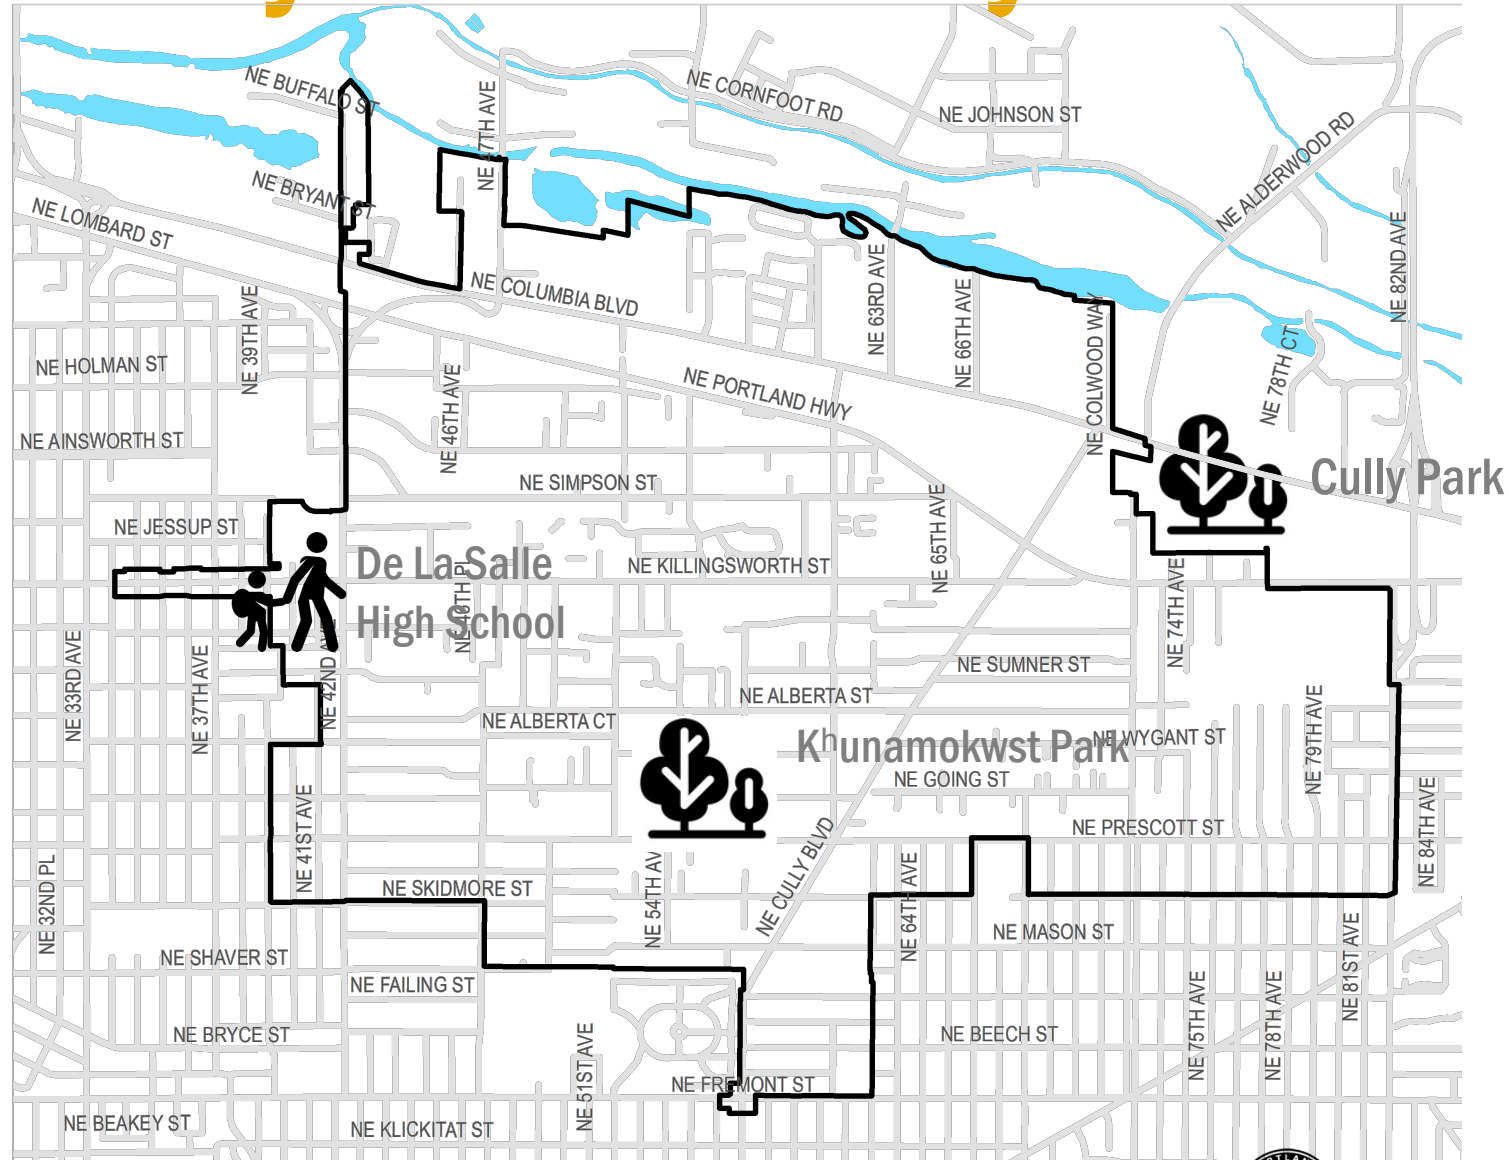 NE BUFFALO ST
NE 47TH AVE
NE CORNFOOT RD
NE JOHNSON ST
NE ALDERWOOD RD
NE BRYANT ST
NE LOMBARD ST
NE 82ND AVE
NE COLUMBIA BLVD
NE 63RD AVE
NE 66TH AVE
NE COLWOOD WAY
NE 39TH AVE
NE HOLMAN ST
NE 46TH AVE
NE PORTLAND HWY
NE 78TH CT
NE AINSWORTH ST
Cully Park
NE SIMPSON ST
NE 65TH AVE
NE JESSUP ST
De La Salle
High School
NE KILLINGSWORTH ST
NE 46TH PL
NE 74TH AVE
NE 33RD AVE
NE 37TH AVE
NE 42ND AVE
NE SUMNER ST
NE ALBERTA ST
NE ALBERTA CT
Kʰunamokwst Park
NE WYGANT ST
NE 79TH AVE
NE GOING ST
NE 41ST AVE
NE PRESCOTT ST
NE 84TH AVE
NE CULLY BLVD
NE 32ND PL
NE SKIDMORE ST
NE 54TH AV
NE 64TH AVE
NE MASON ST
NE 81ST AVE
NE SHAVER ST
NE FAILING ST
NE BRYCE ST
NE 51ST AVE
NE BEECH ST
NE 75TH AVE
NE 78TH AVE
NE FREMONT ST
NE BEAKEY ST
NE KLICKITAT ST